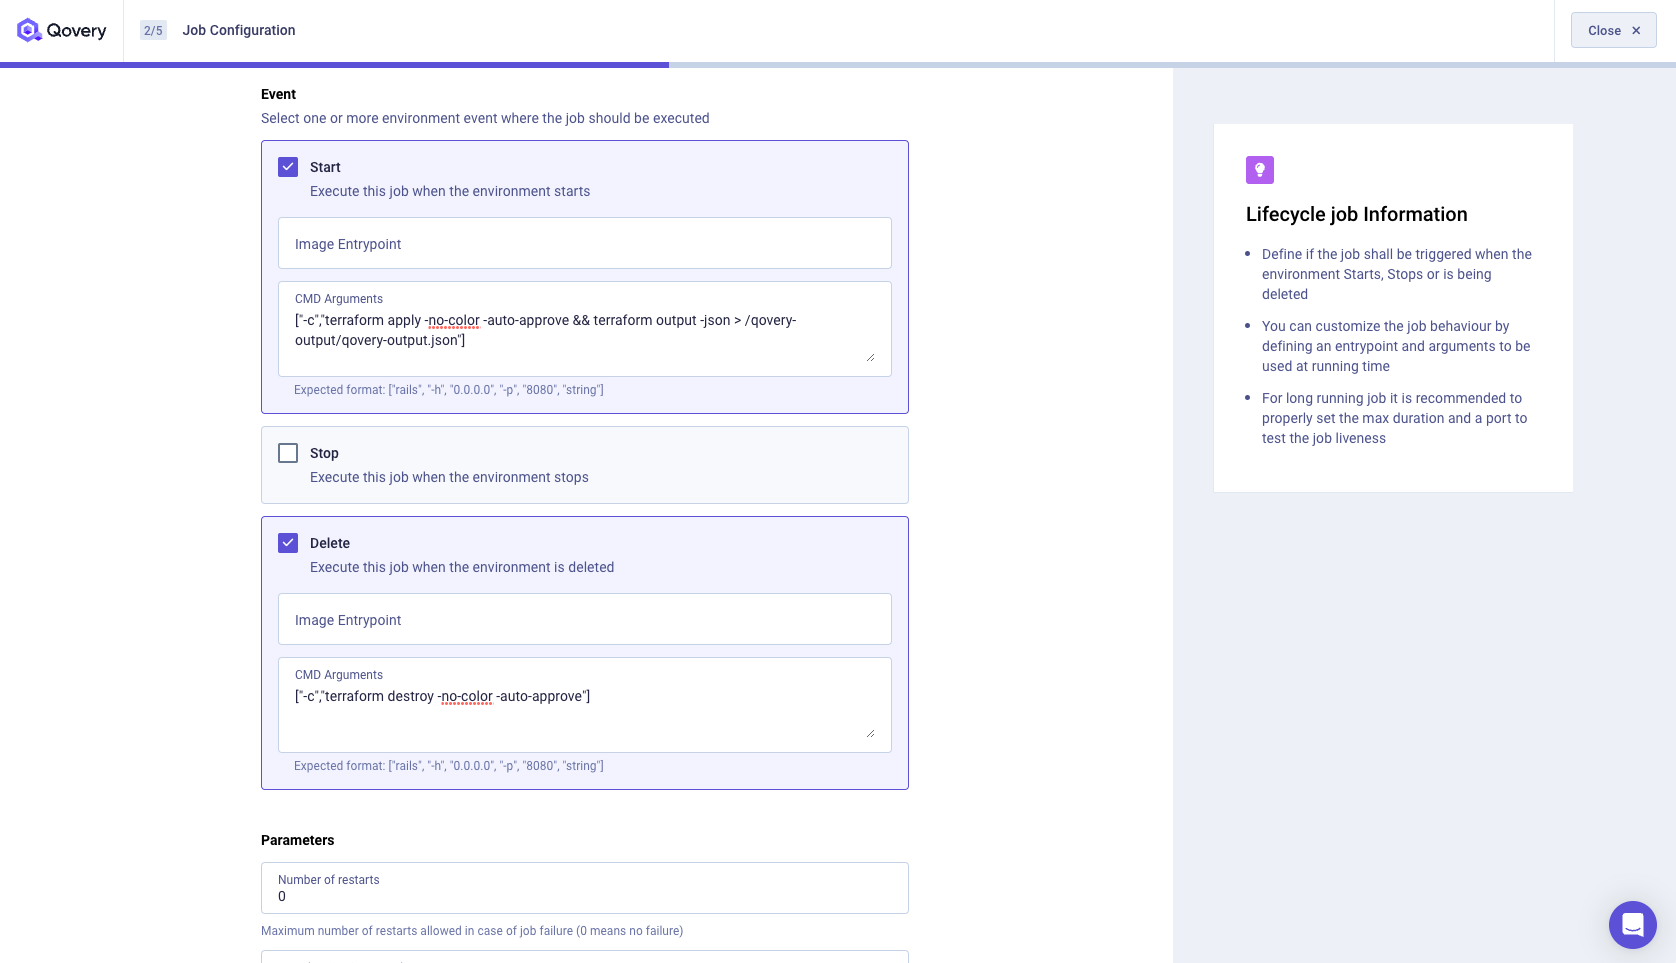 Qovery
2/5
Job Configuration
Close
Event
Select one or more environment event where the job should be executed
Start
Execute this job when the environment starts
Image Entrypoint
CMD Arguments
["-c","terraform apply -no-color -auto-approve && terraform output -json > /qovery-
output/qovery-output.json"]
Expected format: ["rails", "-h", "0.0.0.0", "-p", "8080", "string"]
Stop
Execute this job when the environment stops
Delete
Execute this job when the environment is deleted
Image Entrypoint
CMD Arguments
["-c","terraform destroy -no-color -auto-approve"]
Expected format: ["rails", "-h", "0.0.0.0", "-p", "8080", "string"]
Parameters
Number of restarts
0
Maximum number of restarts allowed in case of job failure (0 means no failure)
Lifecycle job Information
Define if the job shall be triggered when the
environment Starts, Stops or is being
deleted
You can customize the job behaviour by
defining an entrypoint and arguments to be
used at running time
For long running job it is recommended to
properly set the max duration and a port to
test the job liveness